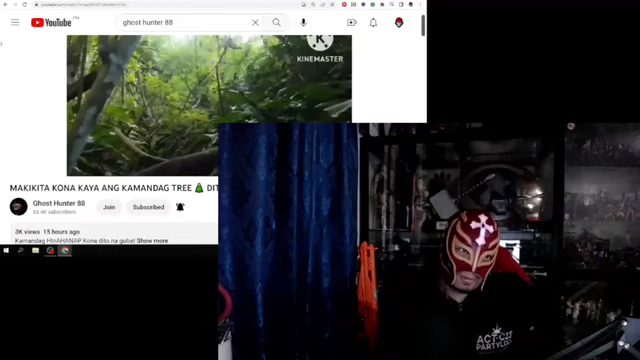 YouTube PH
ghost hunter 88
KINEMASTER
MAKIKITA KONA KAYA ANG KAMANDAG TREE🌲 DIT
Ghost Hunter 88
63.4K subscribers
Join
Subscribed
3K views 15 hours ago
Kamandag HInAHANAP Kona dito.na gubat Show more
ACT-CIS
PARTYLIST